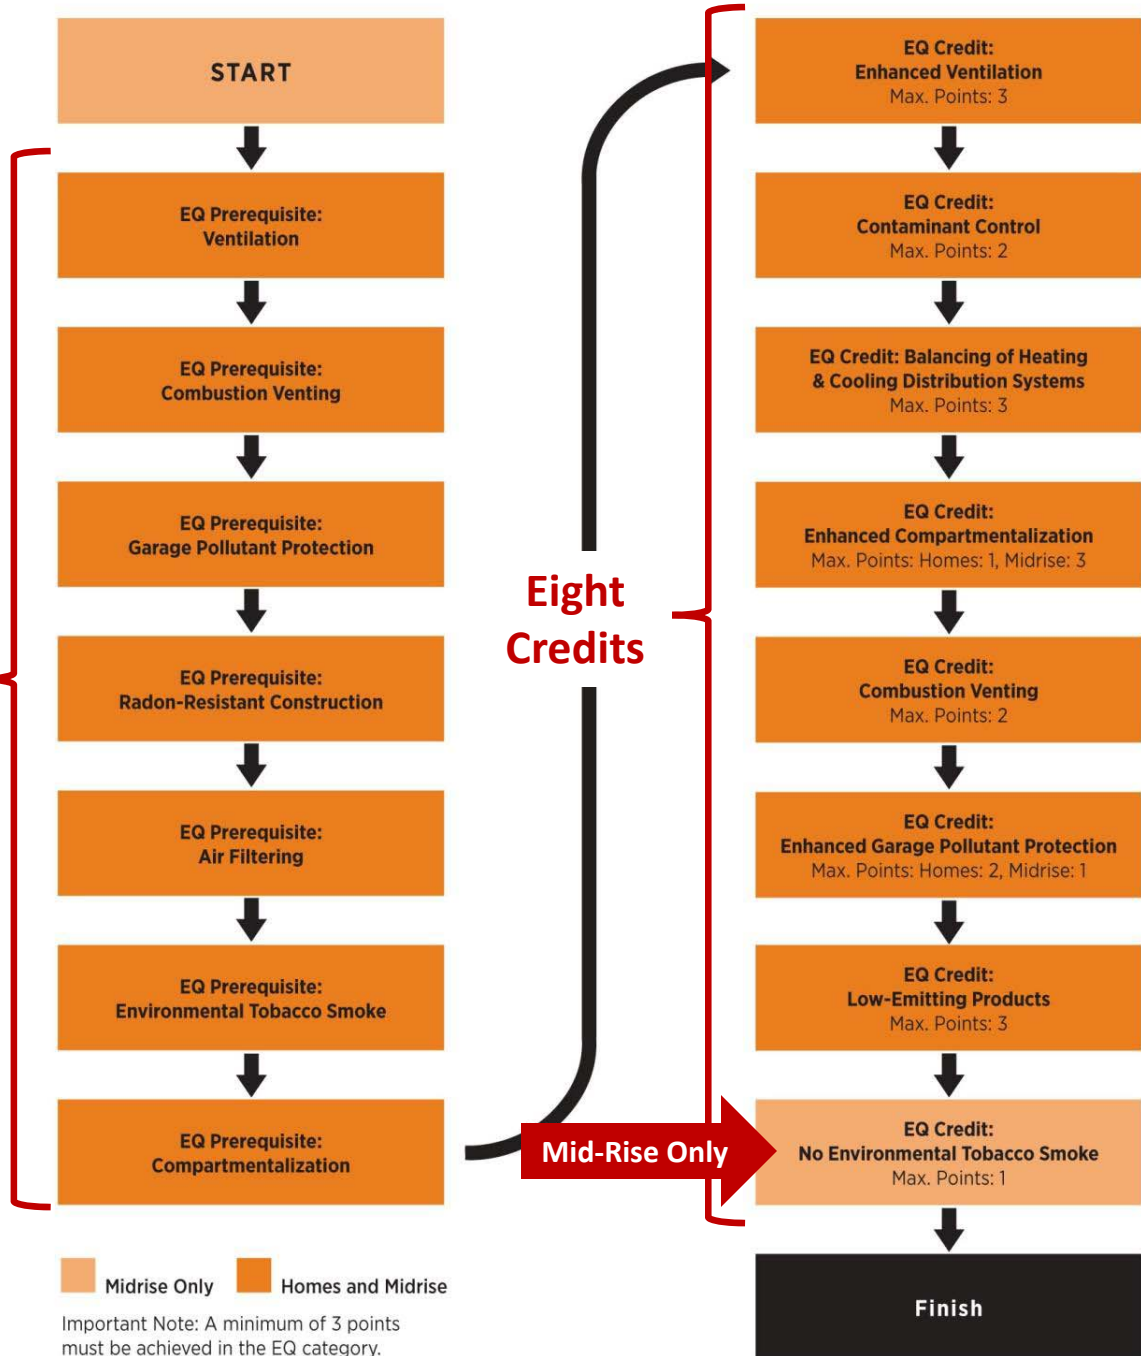 START
EQ Prerequisite:
Ventilation
EQ Prerequisite:
Combustion Venting
EQ Prerequisite:
Garage Pollutant Protection
EQ Prerequisite:
Radon-Resistant Construction
EQ Prerequisite:
Air Filtering
EQ Prerequisite:
Environmental Tobacco Smoke
EQ Prerequisite:
Compartmentalization
Midrise Only
Homes and Midrise
Important Note: A minimum of 3 points
must be achieved in the EQ category.
Eight
Credits
Mid-Rise Only
EQ Credit:
Enhanced Ventilation
Max. Points: 3
EQ Credit:
Contaminant Control
Max. Points: 2
EQ Credit: Balancing of Heating
& Cooling Distribution Systems
Max. Points: 3
EQ Credit:
Enhanced Compartmentalization
Max. Points: Homes: 1, Midrise: 3
EQ Credit:
Combustion Venting
Max. Points: 2
EQ Credit:
Enhanced Garage Pollutant Protection
Max. Points: Homes: 2, Midrise: 1
EQ Credit:
Low-Emitting Products
Max. Points: 3
EQ Credit:
No Environmental Tobacco Smoke
Max. Points: 1
Finish